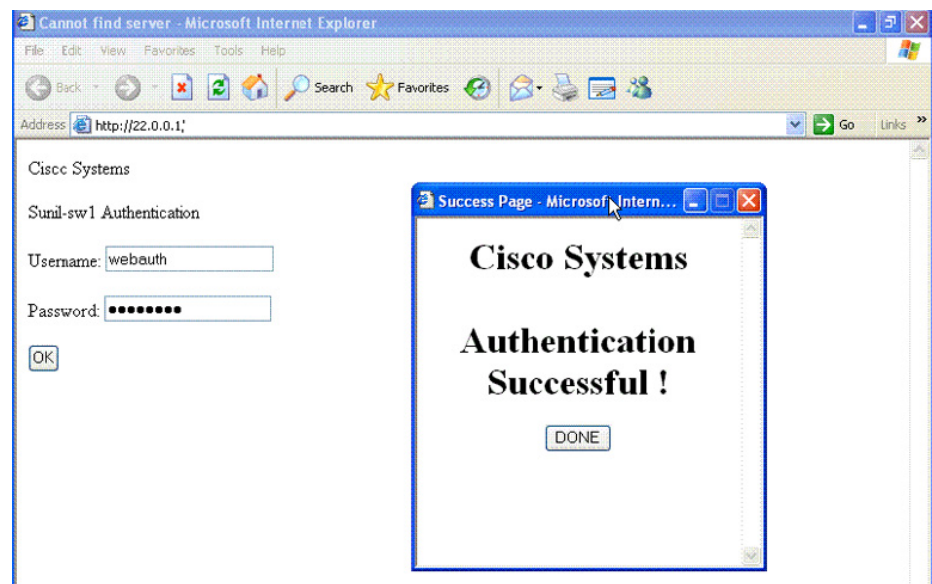 Cannot find server - Microsoft Internet Explorer
File Edit View Favorites Tools Help
Back Search Favorites
Address http://22.0.0.1/ Go Links »
Ciscc Systems
Sunil-sw1 Authentication
Username: webauth
Password: ●●●●●●●●
OK
Success Page - Microsoft Intern...
Cisco Systems
Authentication
Successful !
DONE